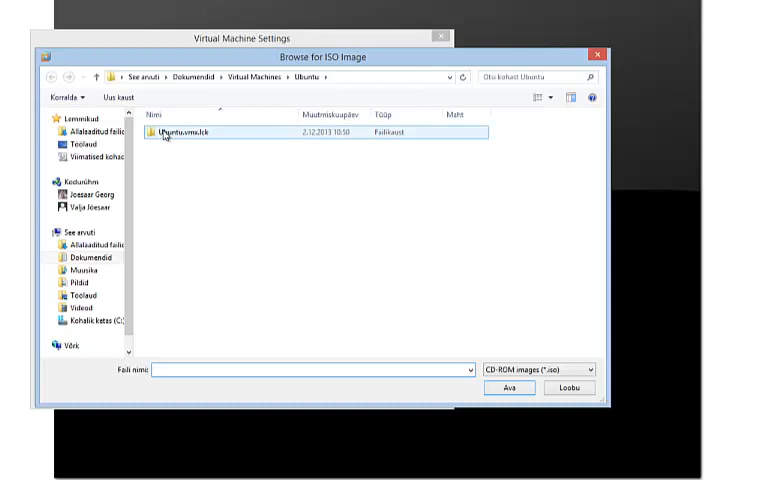 Virtual Machine Settings
Browse for ISO Image
See arvuti
Dokumendid
Virtual Machines
Ubuntu
Otsi kohast Ubuntu
Korralda
Uus kaust
Nimi
Muutmiskuupäev
Tüüp
Maht
Ubuntu.vmx.lck
2.12.2013 10:50
Failikaust
Lemmikud
Allalaaditud failid
Töölaud
Viimatised kohad
Kodurühm
Joesaar Georg
Valja Jõesaar
See arvuti
Allalaaditud failid
Dokumendid
Muusika
Pildid
Töölaud
Videod
Kohalik ketas (C:)
Võrk
Faili nimi:
CD-ROM images (*.iso)
Ava
Loobu